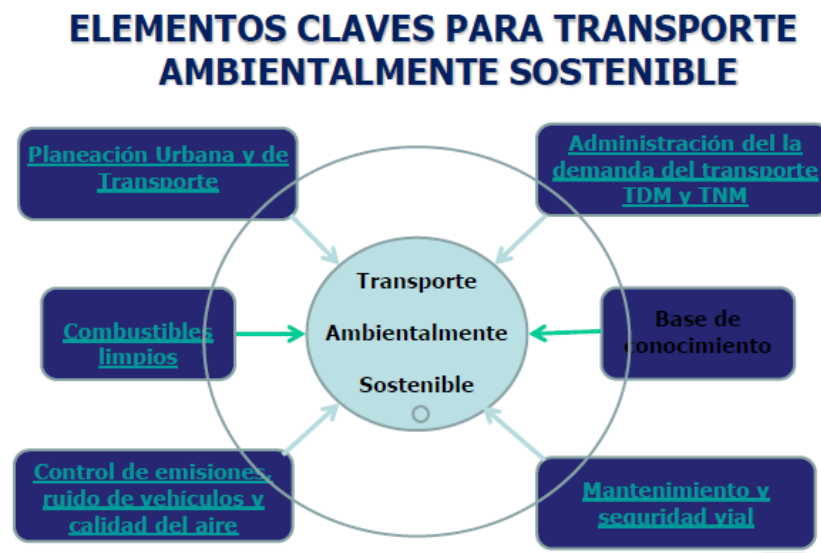 ELEMENTOS CLAVES PARA TRANSPORTE
AMBIENTALMENTE SOSTENIBLE
Planeación Urbana y de
Transporte
Administración del la
demanda del transporte
TDM y TNM
Transporte
Ambientalmente
Sostenible
Combustibles
limpios
Base de
conocimiento
Control de emisiones,
ruido de vehículos y
calidad del aire
Mantenimiento y
seguridad vial